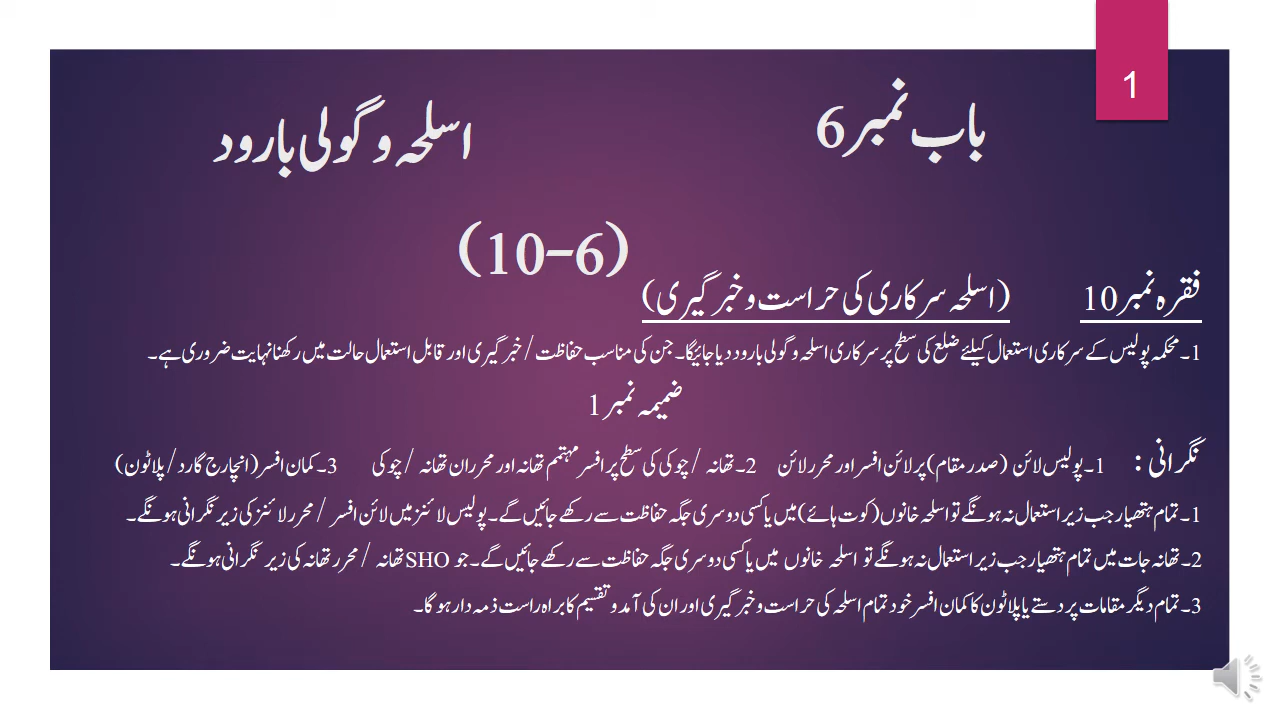 1
باب نمبر 6 اسلحہ و گولی بارود
(10-6)
فقرہ نمبر 10 (اسلحہ سرکاری کی حراست و خبر گیری)
1۔ محکمہ پولیس کے سرکاری استعمال کیلئے ضلع کی سطح پر سرکاری اسلحہ و گولی بارود دیا جائیگا۔ جن کی مناسب حفاظت / خبر گیری اور قابل استعمال حالت میں رکھنا نہایت ضروری ہے۔
ضمیمہ نمبر 1
نگرانی : 1۔ پولیس لائن (صدر مقام) پر لائن افسر اور محرر لائن 2۔ تھانہ / چوکی کی سطح پر افسر مہتمم تھانہ اور محرران تھانہ / چوکی 3۔ کمان افسر (انچارج گارد / پلاٹون)
1۔ تمام ہتھیار جب زیر استعمال نہ ہونگے تو اسلحہ خانوں (کوت ہائے) میں یا کسی دوسری جگہ حفاظت سے رکھے جائیں گے۔ پولیس لائنز میں لائن افسر / محرر لائنز کی زیر نگرانی ہونگے۔
2۔ تھانہ جات میں تمام ہتھیار جب زیر استعمال نہ ہونگے تو اسلحہ خانوں میں یا کسی دوسری جگہ حفاظت سے رکھے جائیں گے۔ جو SHO تھانہ / محرر تھانہ کی زیر نگرانی ہونگے۔
3۔ تمام دیگر مقامات پر دستے یا پلاٹون کا کمان افسر خود تمام اسلحہ کی حراست و خبر گیری اور ان کی آمد و تقسیم کا براہ راست ذمہ دار ہو گا۔